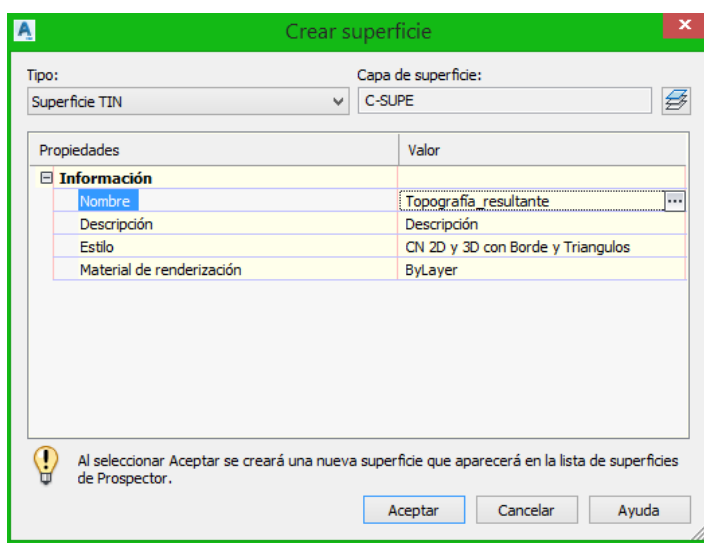 Crear superficie
Tipo:
Capa de superficie:
Superficie TIN
C-SUPE
Propiedades
Valor
Información
Nombre
Topografía_resultante
Descripción
Descripción
Estilo
CN 2D y 3D con Borde y Triangulos
Material de renderización
ByLayer
Al seleccionar Aceptar se creará una nueva superficie que aparecerá en la lista de superficies
de Prospector.
Aceptar
Cancelar
Ayuda